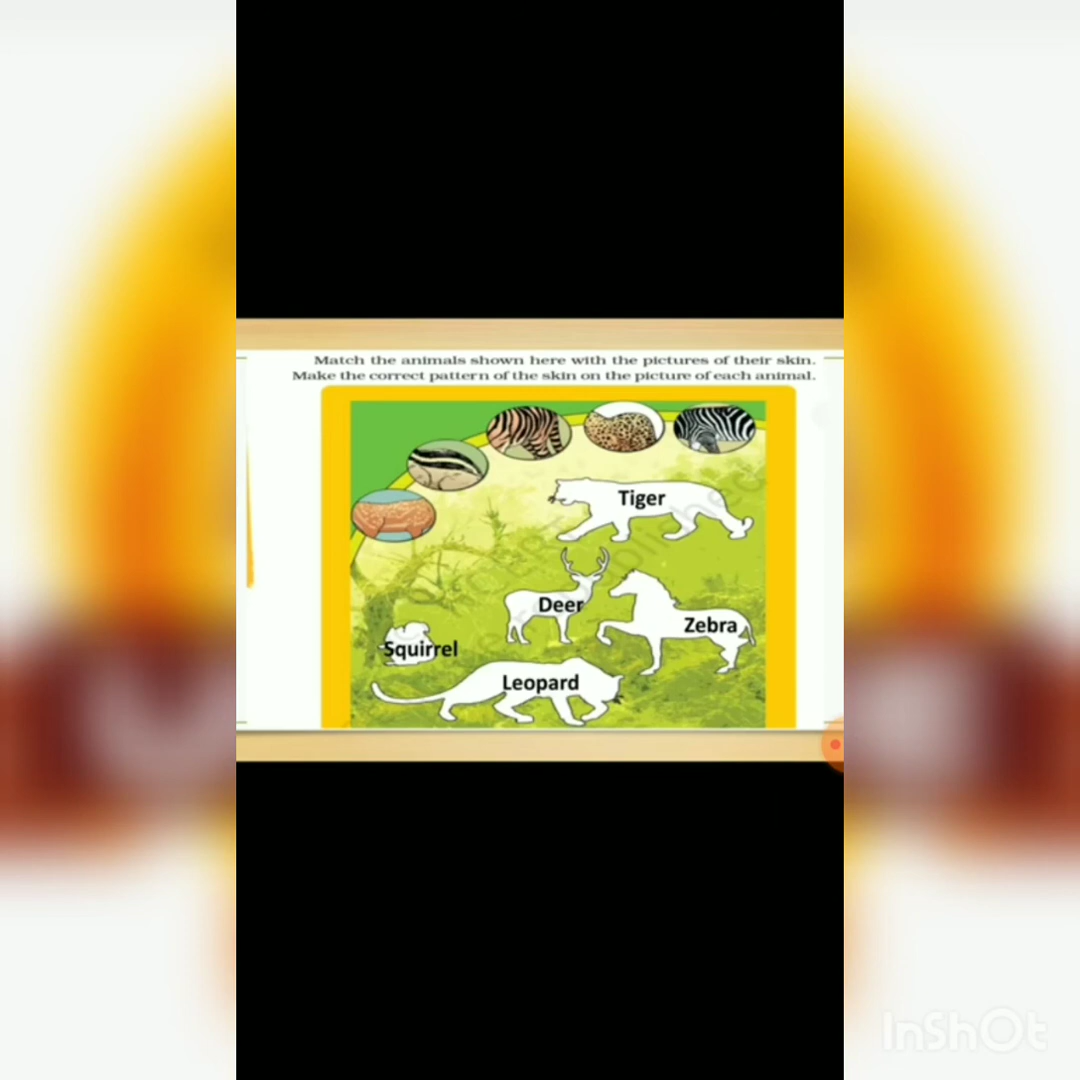 Match the animals shown here with the pictures of their skin.
Make the correct pattern of the skin on the picture of each animal.
Tiger
Deer
Zebra
Squirrel
Leopard
InShOt